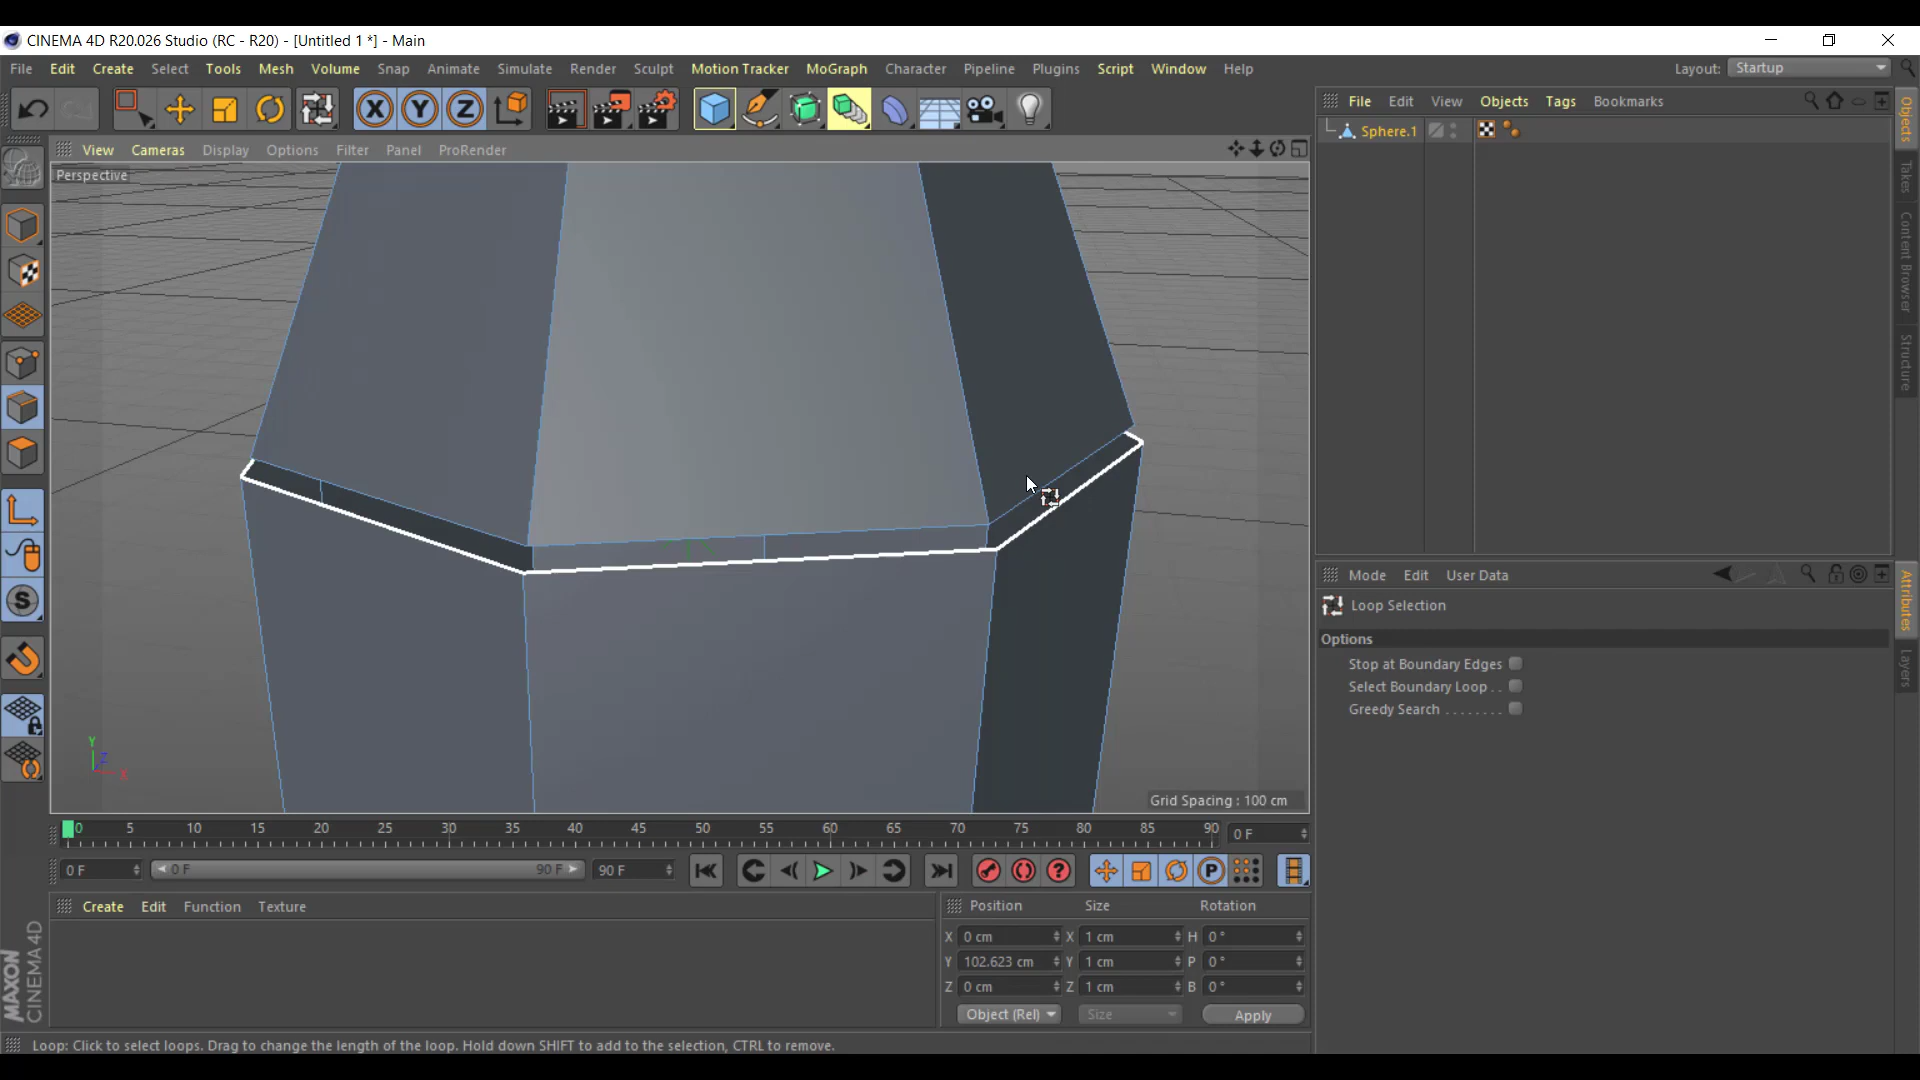 CINEMA 4D R20.026 Studio (RC - R20) - [Untitled 1 *] - Main
File Edit Create Select Tools Mesh Volume Snap Animate Simulate Render Sculpt Motion Tracker MoGraph Character Pipeline Plugins Script Window Help Layout: Startup
X Y Z
File Edit View Objects Tags Bookmarks
Sphere.1
View Cameras Display Options Filter Panel ProRender
Perspective
Grid Spacing : 100 cm
Y
Z
X
S
Objects
Takes
Content Browser
Structure
Mode Edit User Data
Loop Selection
Options
Stop at Boundary Edges
Select Boundary Loop . .
Greedy Search . . . . . . . .
Attributes
Layers
0 5 10 15 20 25 30 35 40 45 50 55 60 65 70 75 80 85 90 0 F
0 F 0 F 90 F 90 F
P
Create Edit Function Texture
Position Size Rotation
X 0 cm X 1 cm H 0 °
Y 102.623 cm Y 1 cm P 0 °
Z 0 cm Z 1 cm B 0 °
Object (Rel) Size Apply
MAXON
CINEMA 4D
Loop: Click to select loops. Drag to change the length of the loop. Hold down SHIFT to add to the selection, CTRL to remove.